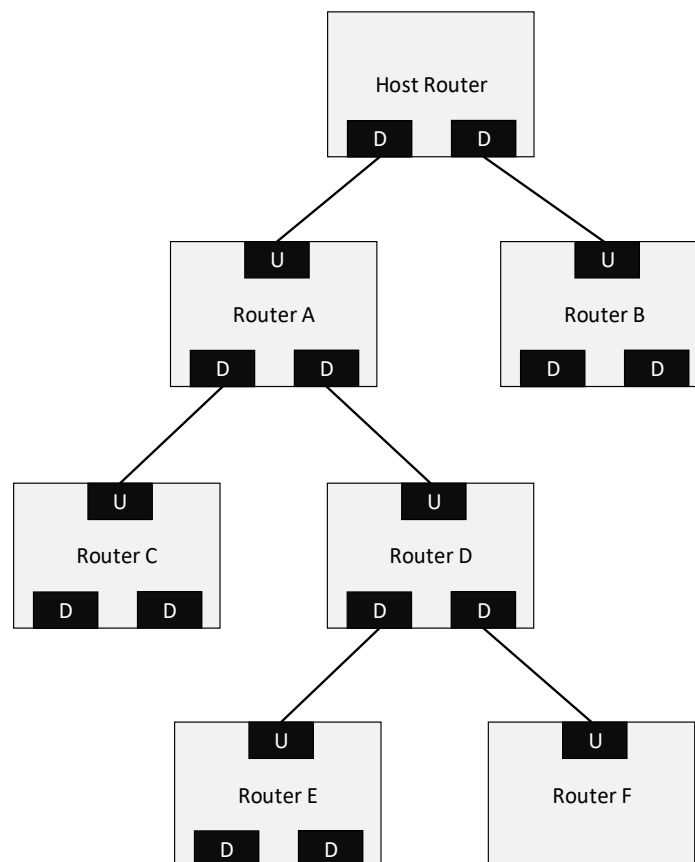 Host Router
D D
U U
Router A Router B
D D D D
U U
Router C Router D
D D D D
U U
Router E Router F
D D